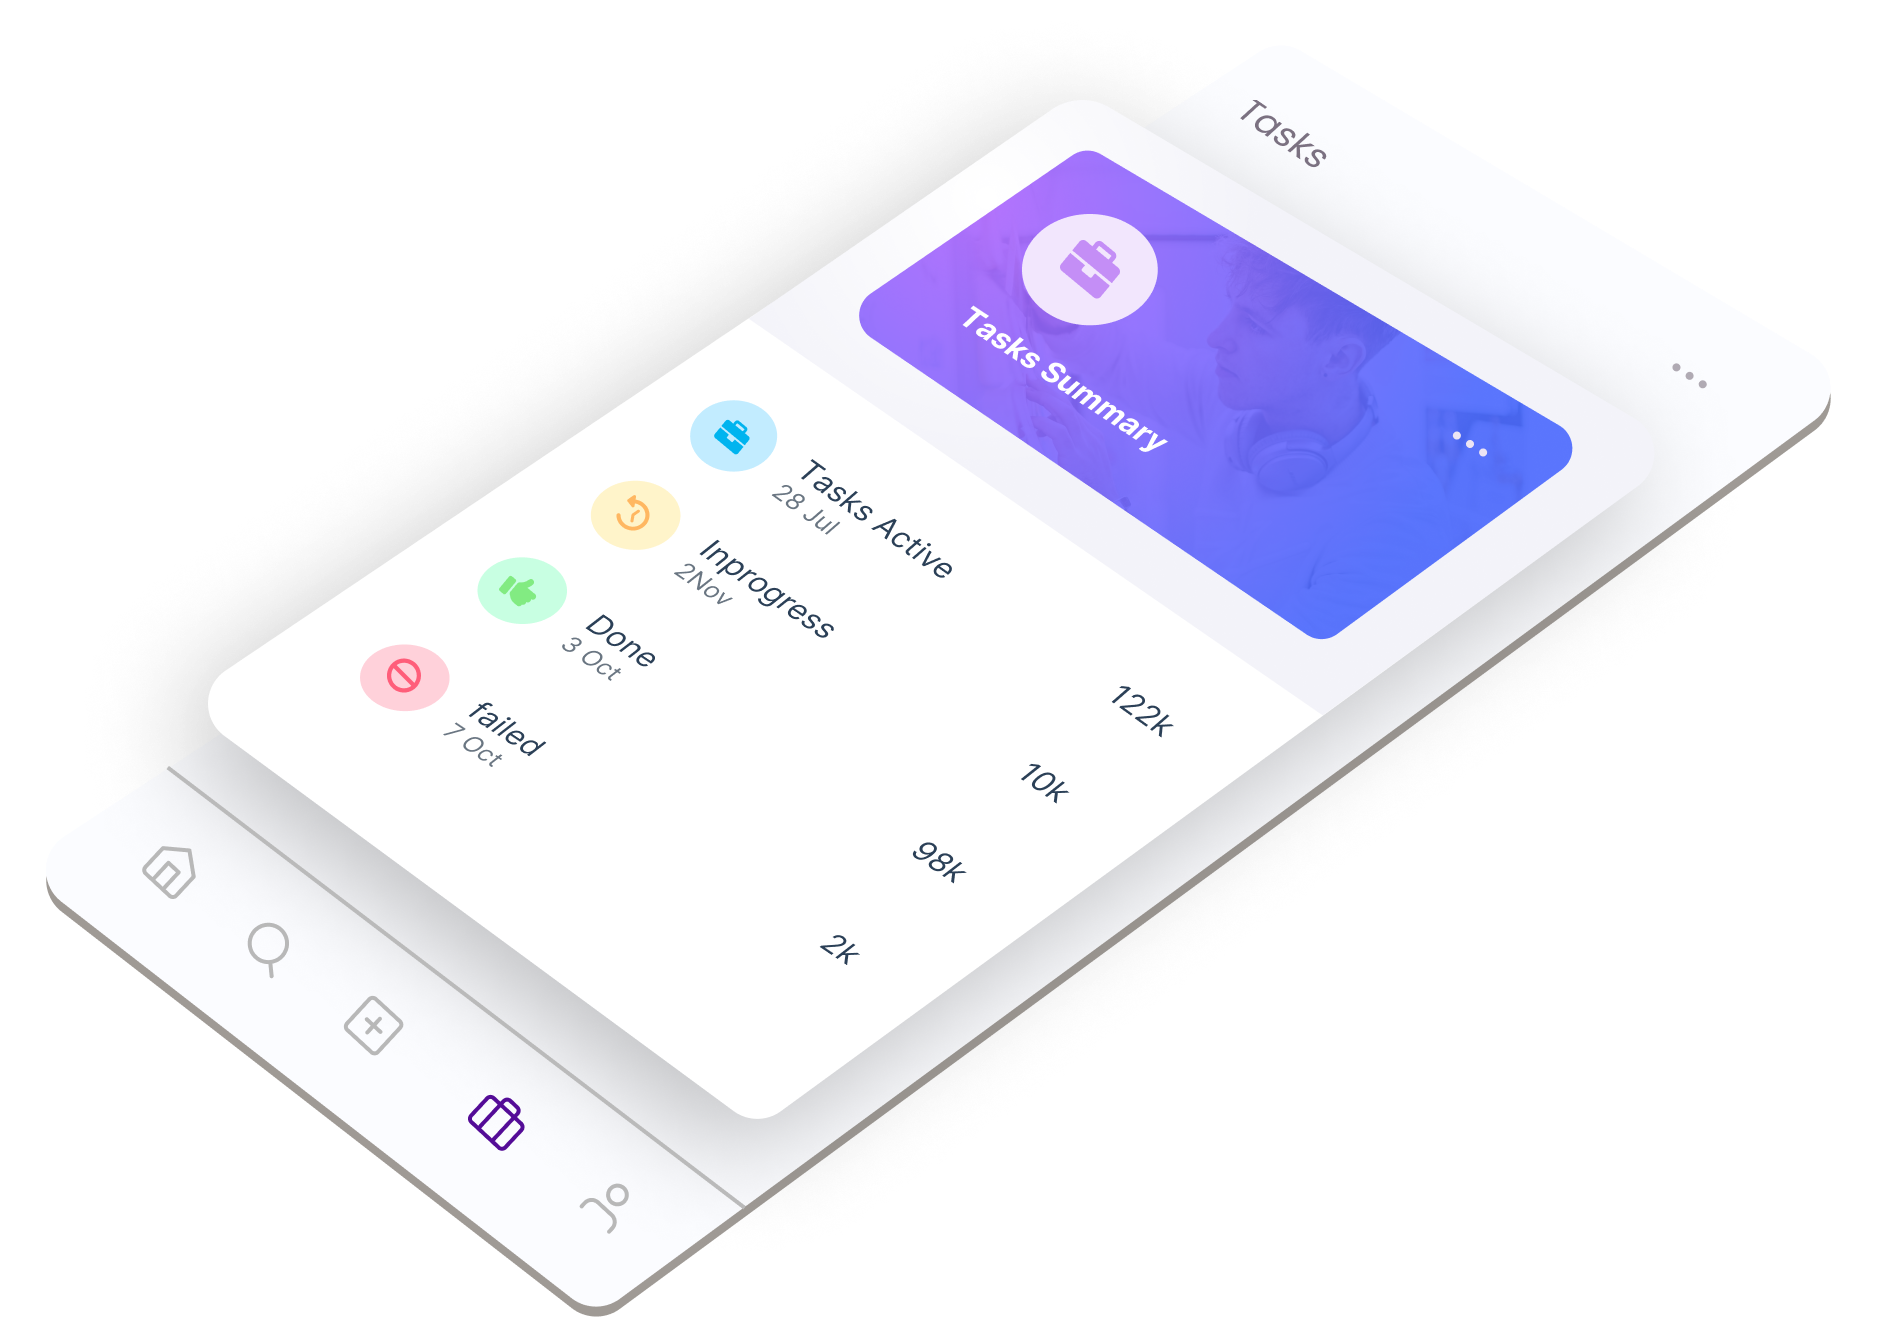 Tasks
Tasks Summary
Tasks Active
28 Jul
122k
Inprogress
2Nov
10k
Done
3 Oct
98k
failed
7 Oct
2k